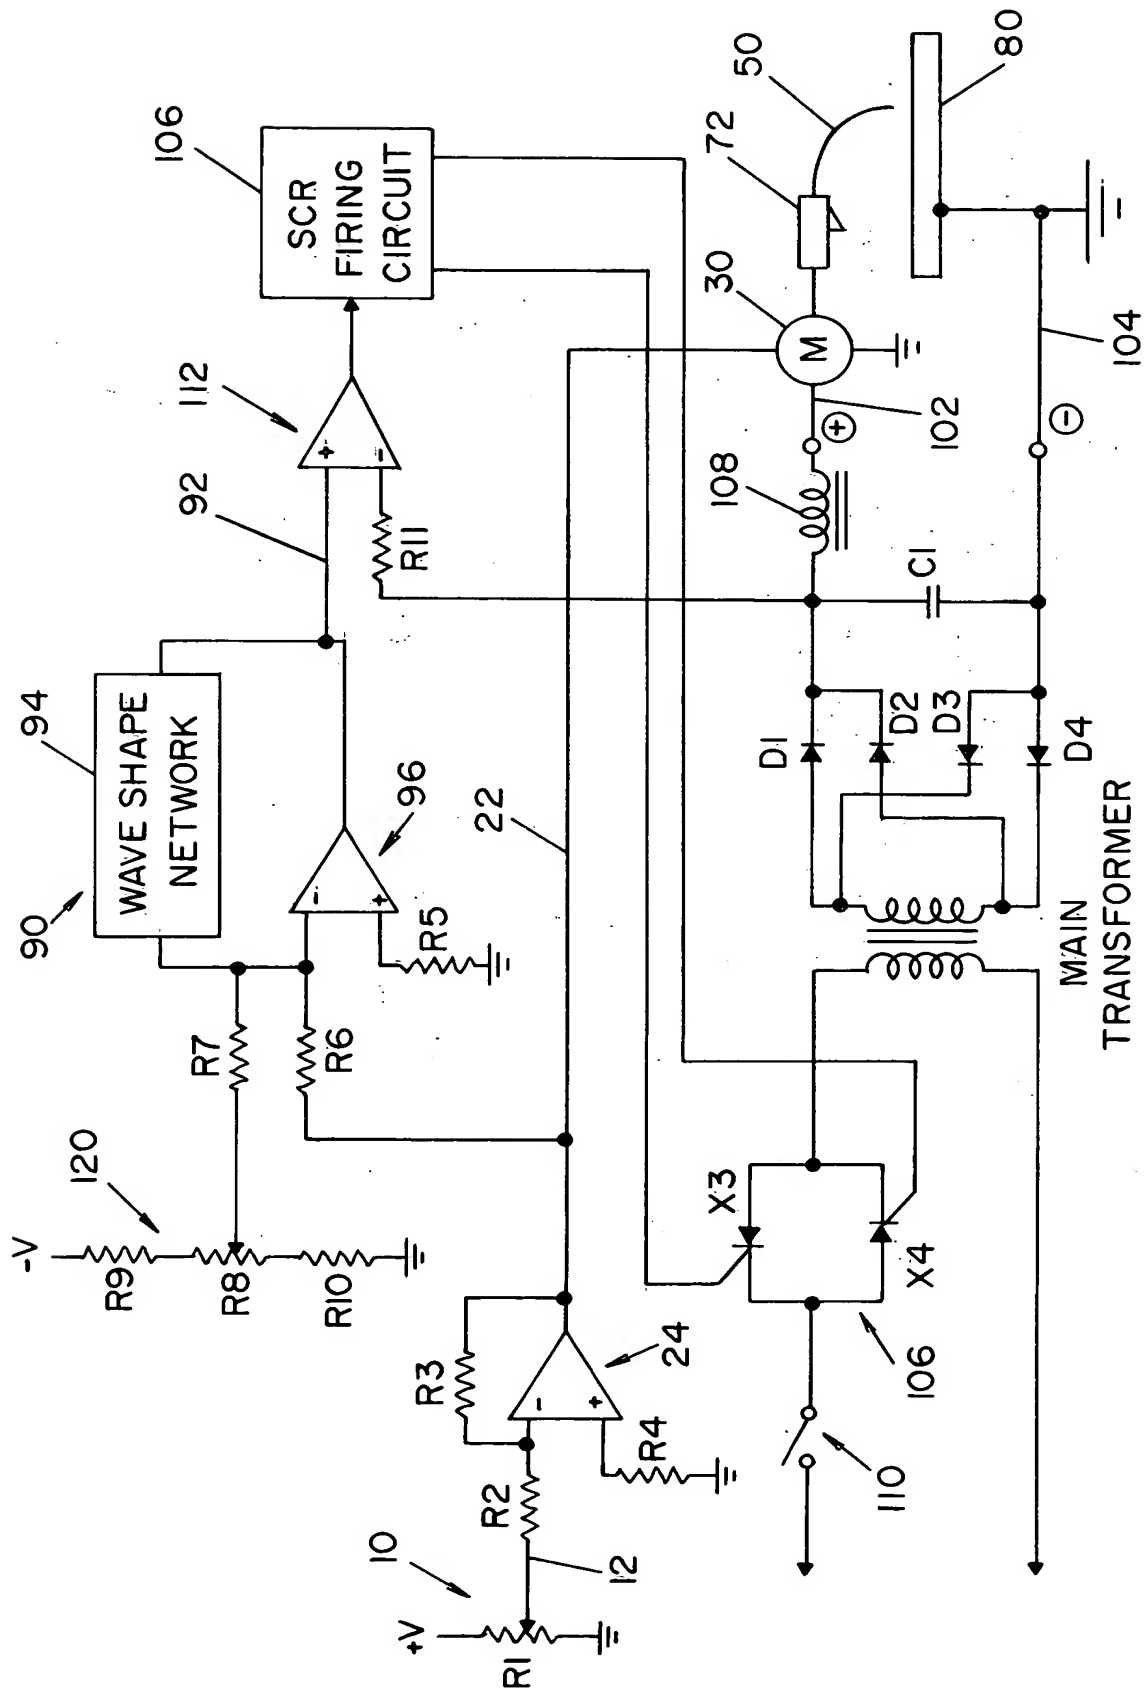 106
SCR
FIRING
CIRCUIT
112
+
-
92
R11
94
90
WAVE SHAPE
NETWORK
96
-
+
R5
R7
R6
120
-V
R9
R8
R10
22
50
72
80
30
M
104
102
+
-
108
C1
D1
D2
D3
D4
MAIN
TRANSFORMER
X3
X4
106
110
R3
24
-
+
R4
R2
10
12
+V
R1